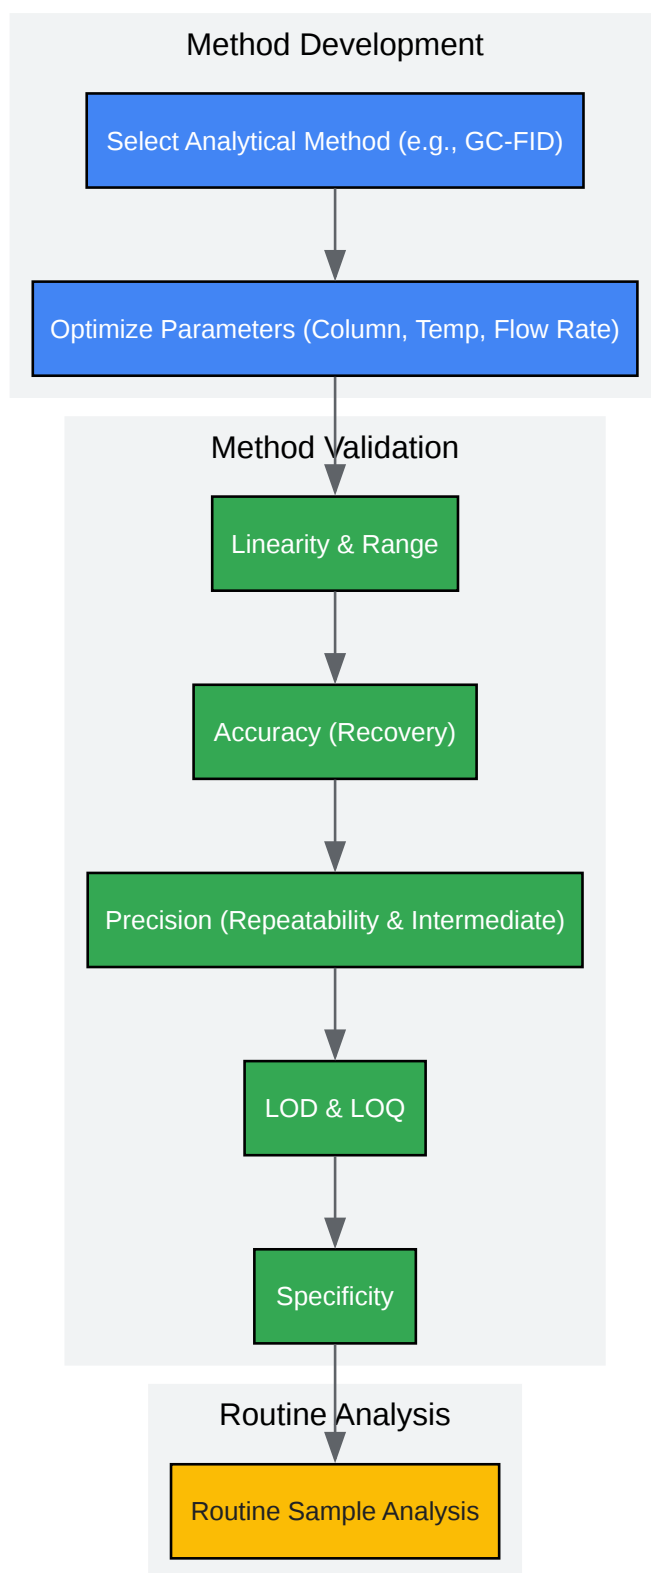 Method Development
Select Analytical Method (e.g., GC-FID)
Optimize Parameters (Column, Temp, Flow Rate)
Method Validation
Linearity & Range
Accuracy (Recovery)
Precision (Repeatability & Intermediate)
LOD & LOQ
Specificity
Routine Analysis
Routine Sample Analysis